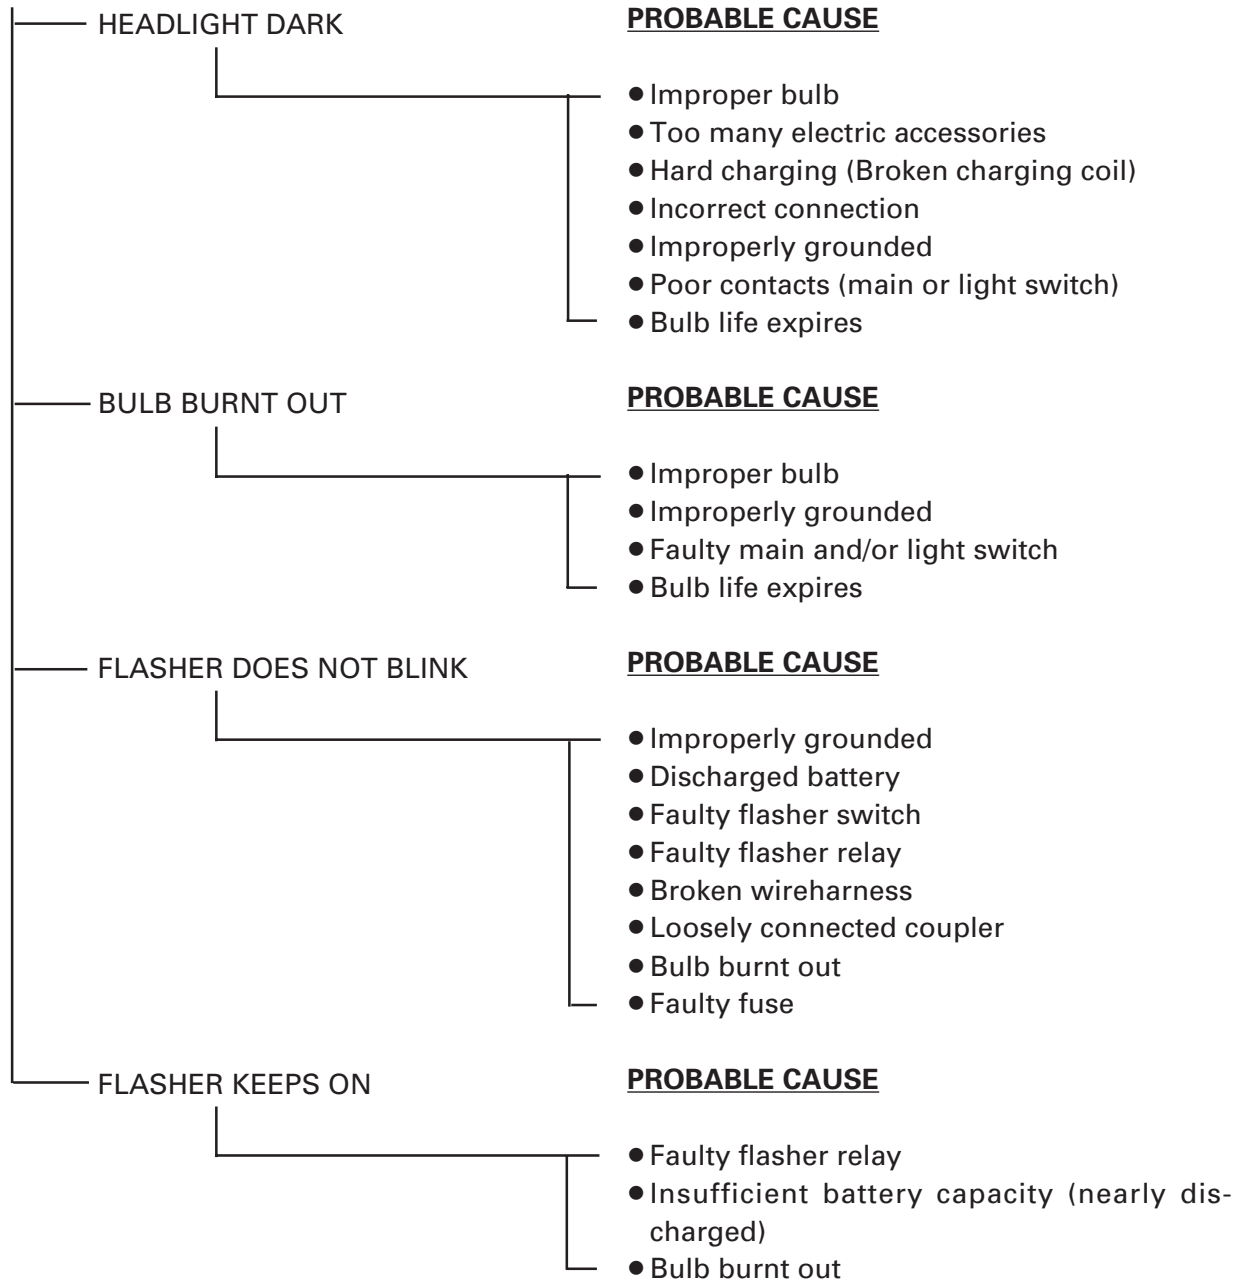 HEADLIGHT DARK
PROBABLE CAUSE
● Improper bulb
● Too many electric accessories
● Hard charging (Broken charging coil)
● Incorrect connection
● Improperly grounded
● Poor contacts (main or light switch)
● Bulb life expires
BULB BURNT OUT
PROBABLE CAUSE
● Improper bulb
● Improperly grounded
● Faulty main and/or light switch
● Bulb life expires
FLASHER DOES NOT BLINK
PROBABLE CAUSE
● Improperly grounded
● Discharged battery
● Faulty flasher switch
● Faulty flasher relay
● Broken wireharness
● Loosely connected coupler
● Bulb burnt out
● Faulty fuse
FLASHER KEEPS ON
PROBABLE CAUSE
● Faulty flasher relay
● Insufficient battery capacity (nearly dis-
charged)
● Bulb burnt out